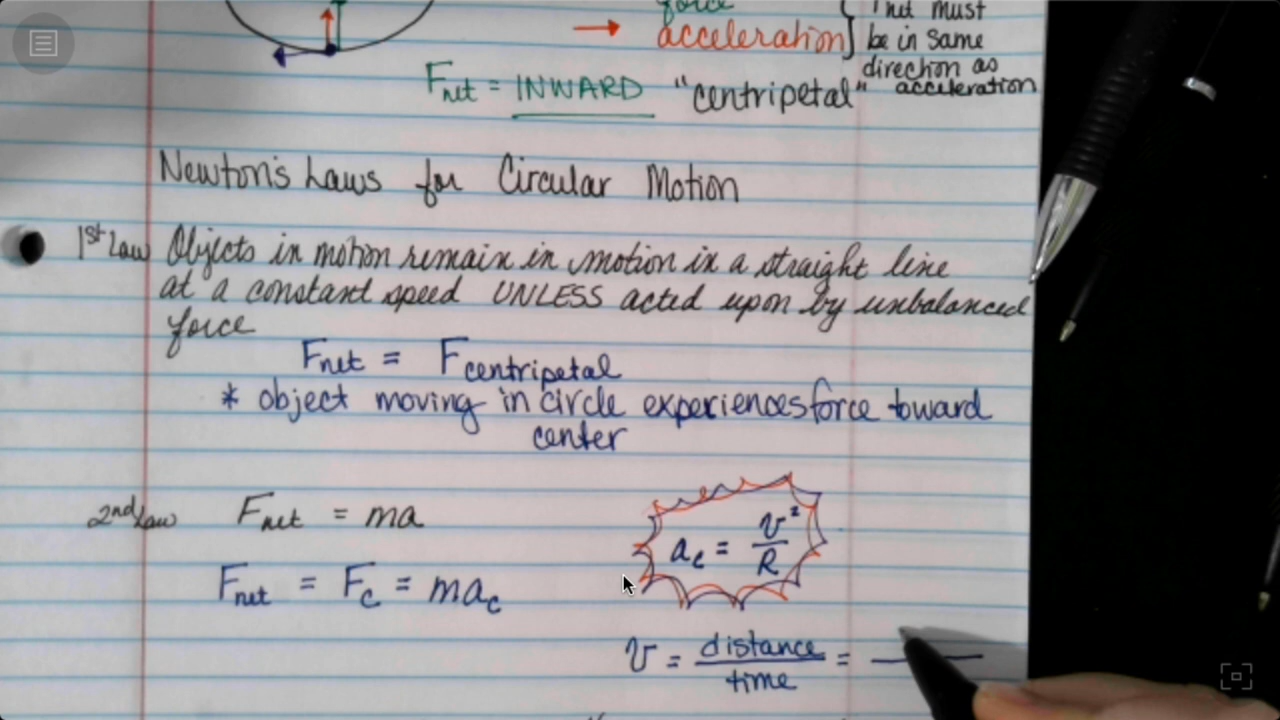 force
acceleration
Fnet must
be in same
direction as
acceleration
Fnet = INWARD "centripetal"
Newton's Laws for Circular Motion
1st Law Objects in motion remain in motion in a straight line
at a constant speed UNLESS acted upon by unbalanced
force
Fnet = Fcentripetal
* object moving in circle experiences force toward
center
2nd Law Fnet = ma
ac = v²/R
Fnet = Fc = mac
v = distance/time =